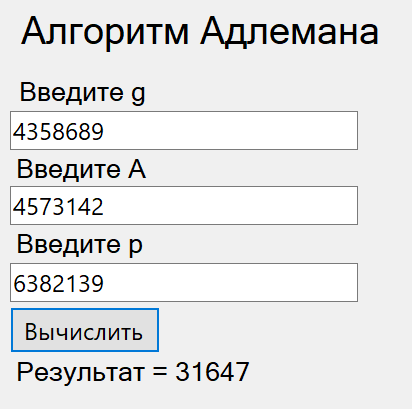 Алгоритм Адлемана
Введите g
4358689
Введите A
4573142
Введите p
6382139
Вычислить
Результат = 31647